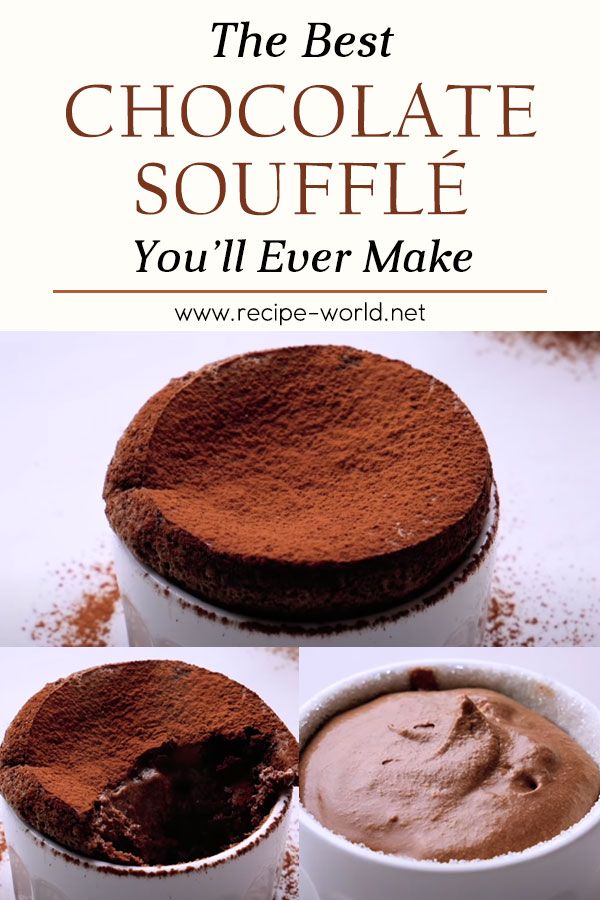 The Best
CHOCOLATE
SOUFFLÉ
You’ll Ever Make
www.recipe-world.net